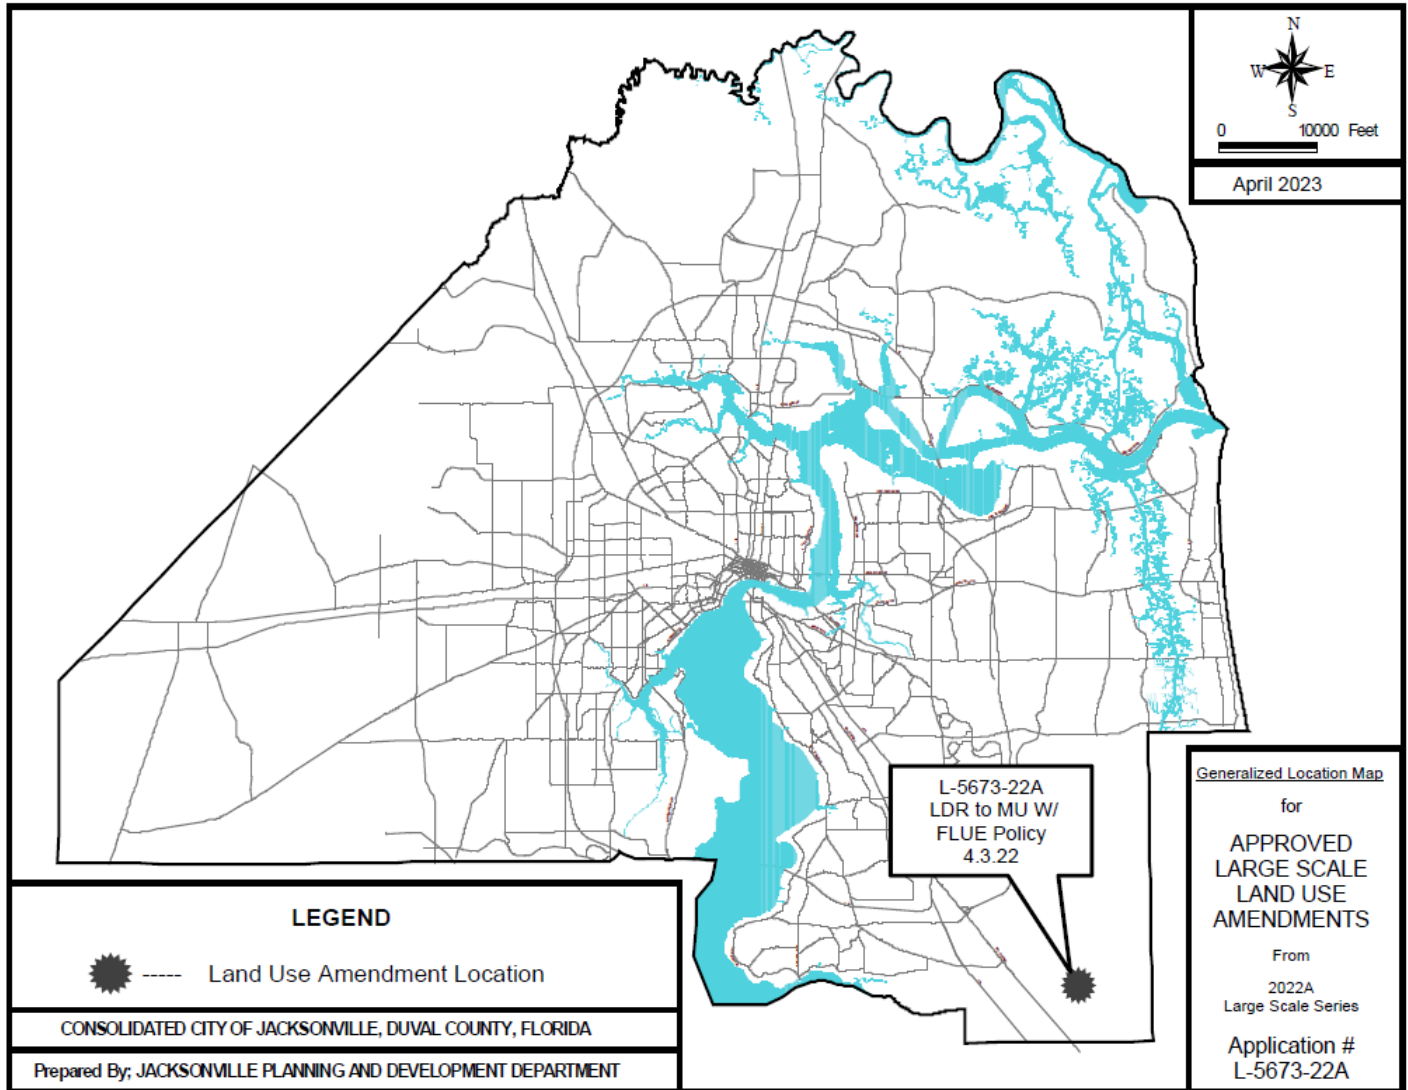 N
W E
S
0 10000 Feet
April 2023
L-5673-22A
LDR to MU W/
FLUE Policy
4.3.22
Generalized Location Map
for
APPROVED
LARGE SCALE
LAND USE
AMENDMENTS
From
2022A
Large Scale Series
Application #
L-5673-22A
LEGEND
----- Land Use Amendment Location
CONSOLIDATED CITY OF JACKSONVILLE, DUVAL COUNTY, FLORIDA
Prepared By; JACKSONVILLE PLANNING AND DEVELOPMENT DEPARTMENT